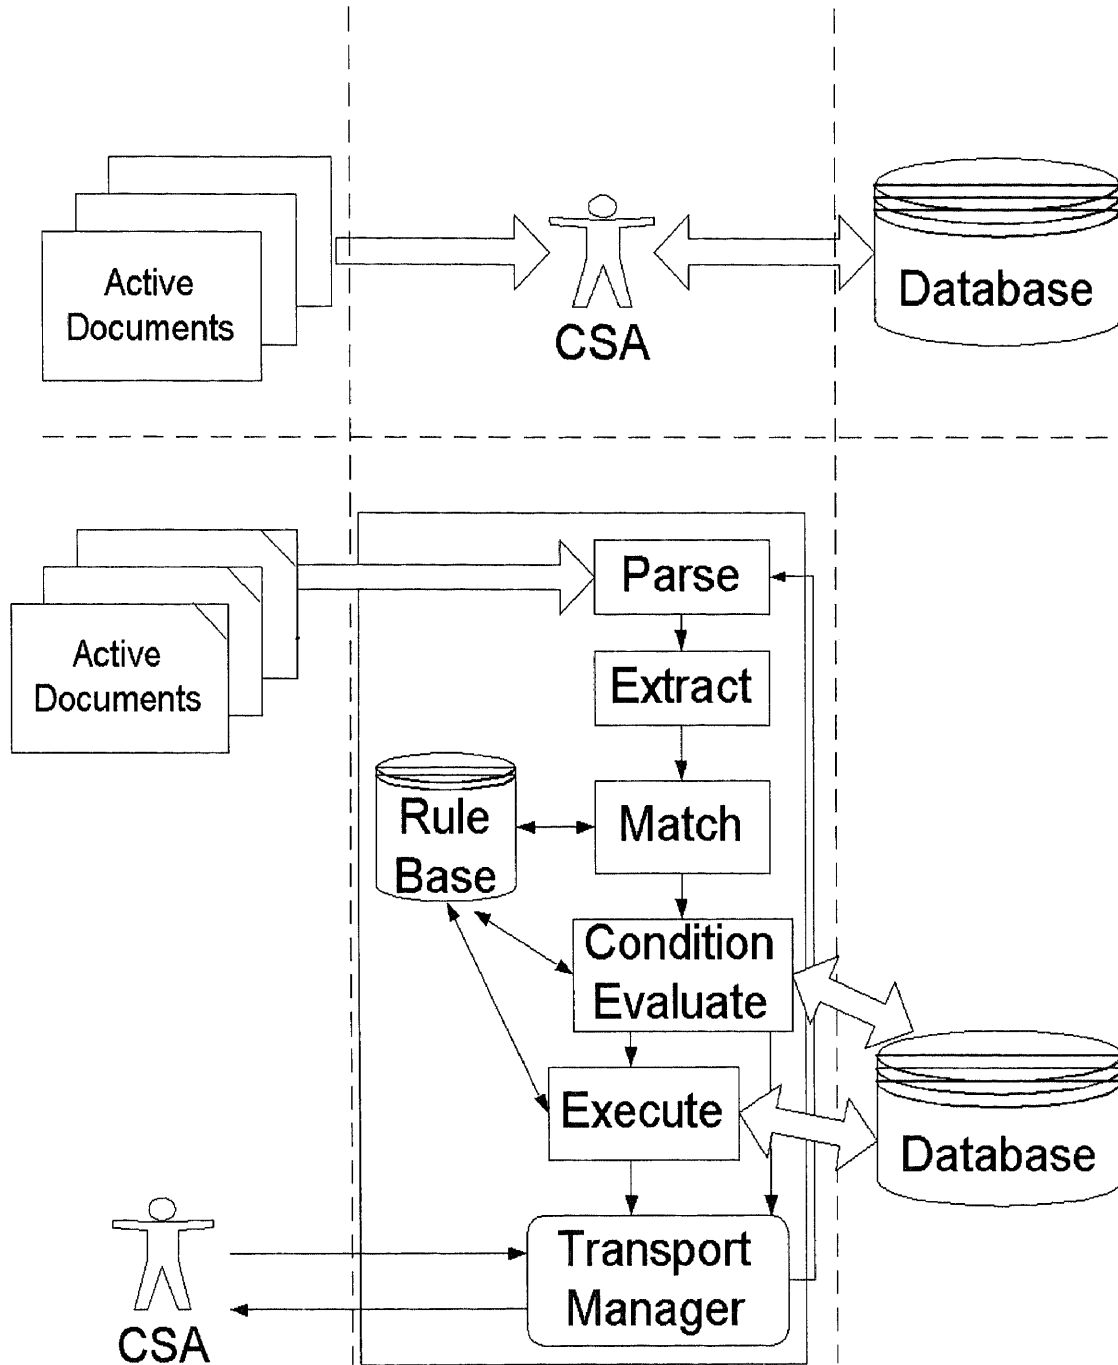 Active
Documents
CSA
Database
Parse
Active
Documents
Extract
Rule
Base
Match
Condition
Evaluate
Execute
Database
Transport
Manager
CSA